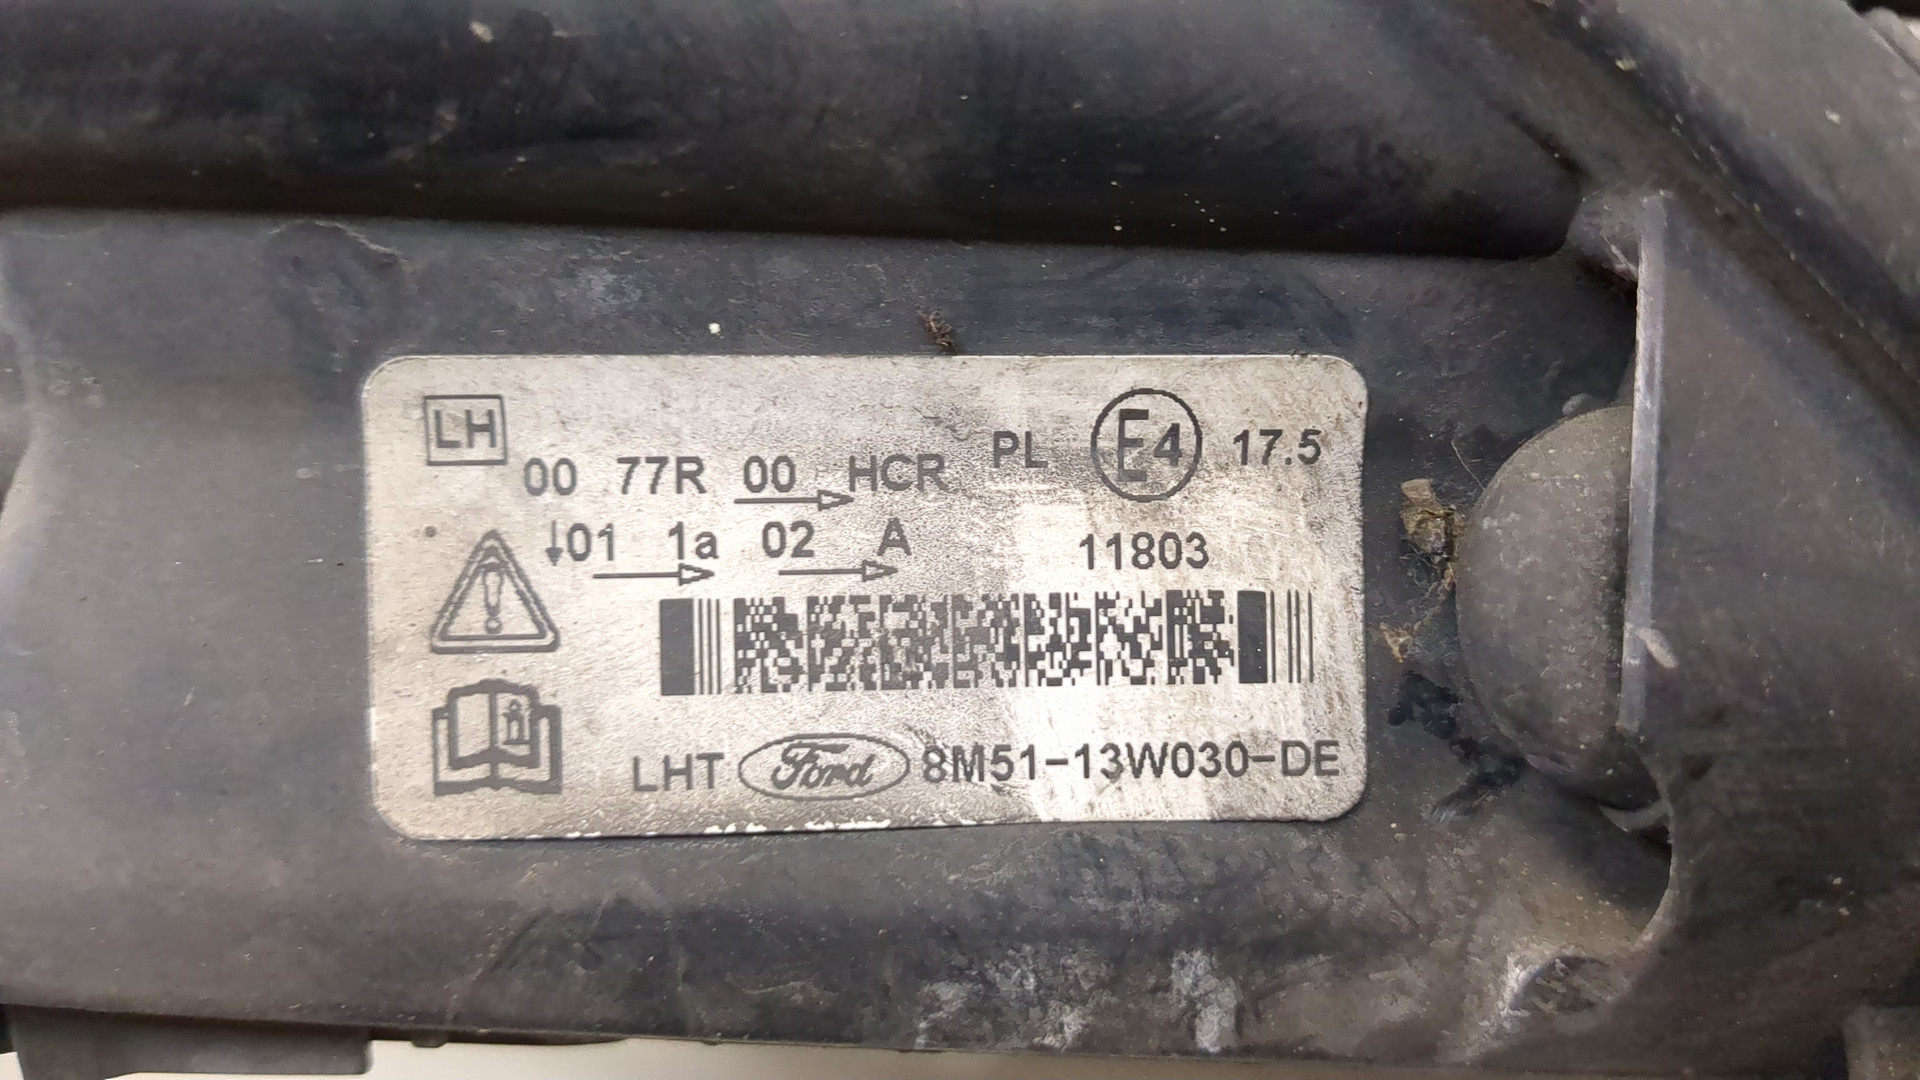 LH
00 77R 00 HCR PL E4 17.5
↓01 1a 02 A 11803
LHT Ford 8M51-13W030-DE